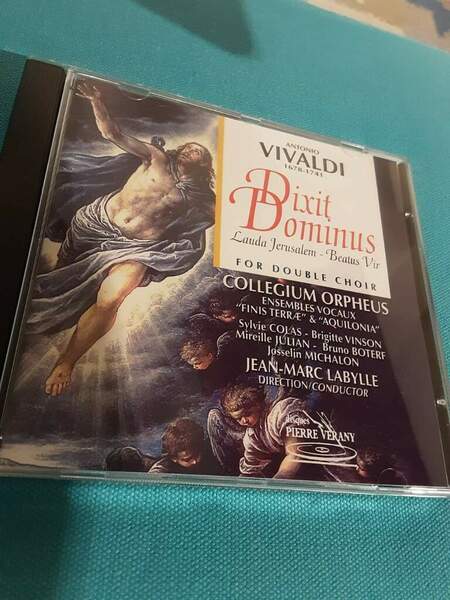 ANTONIO
VIVALDI
1678-1741
Dixit
Dominus
Lauda Jerusalem - Beatus Vir
FOR DOUBLE CHOIR
COLLEGIUM ORPHEUS
ENSEMBLES VOCAUX
"FINIS TERRÆ" & "AQUILONIA"
Sylvie COLAS - Brigitte VINSON
Mireille JULIAN - Bruno BOTERF
Josselin MICHALON
JEAN-MARC LABYLLE
DIRECTION/CONDUCTOR
disques
PIERRE VERANY